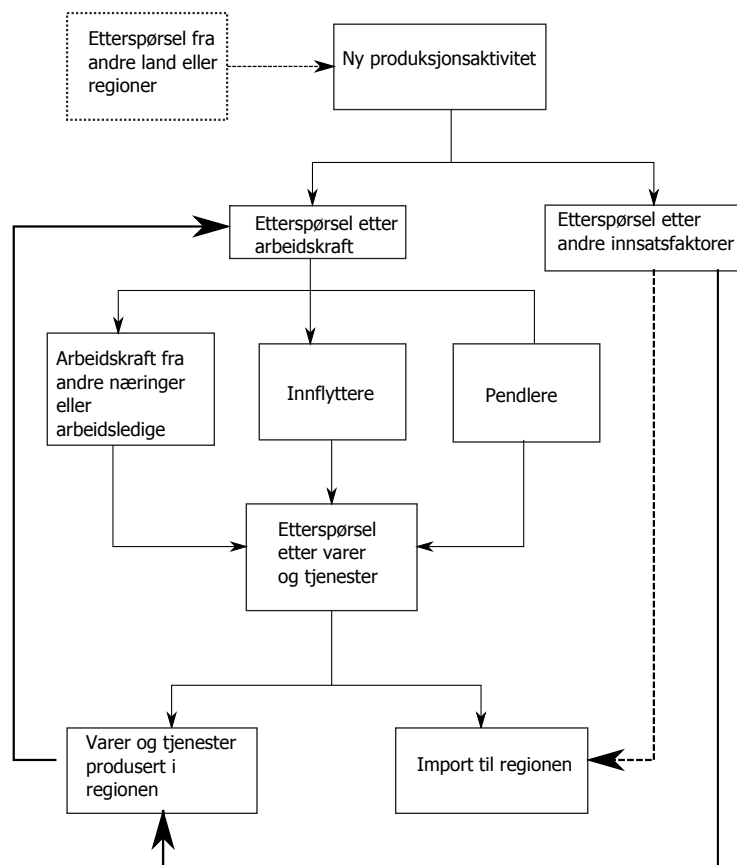 Etterspørsel fra
andre land eller
regioner
Ny produksjonsaktivitet
Etterspørsel etter
arbeidskraft
Etterspørsel etter
andre innsatsfaktorer
Arbeidskraft fra
andre næringer
eller
arbeidsledige
Innflyttere
Pendlere
Etterspørsel
etter varer
og tjenester
Varer og tjenester
produsert i
regionen
Import til regionen